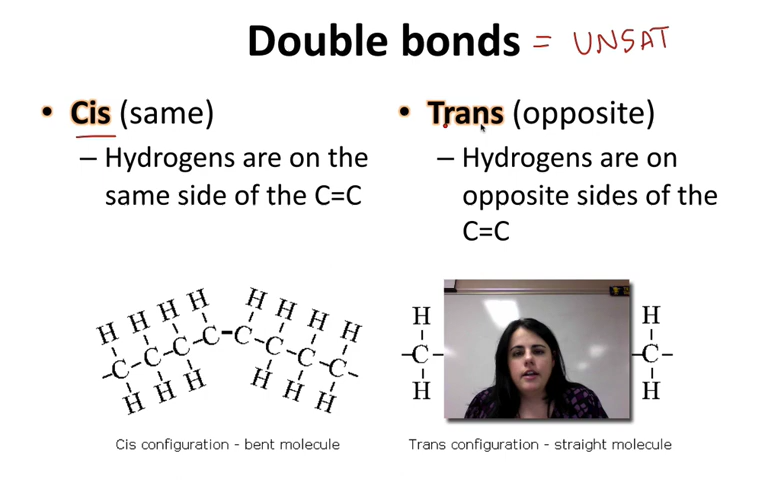 Double bonds = UNSAT
• Cis (same)
– Hydrogens are on the
same side of the C=C
• Trans (opposite)
– Hydrogens are on
opposite sides of the
C=C
H H H H H H H H
C C C C C C C C
H H H H H H
Cis configuration - bent molecule
H H
C C
H H
Trans configuration - straight molecule